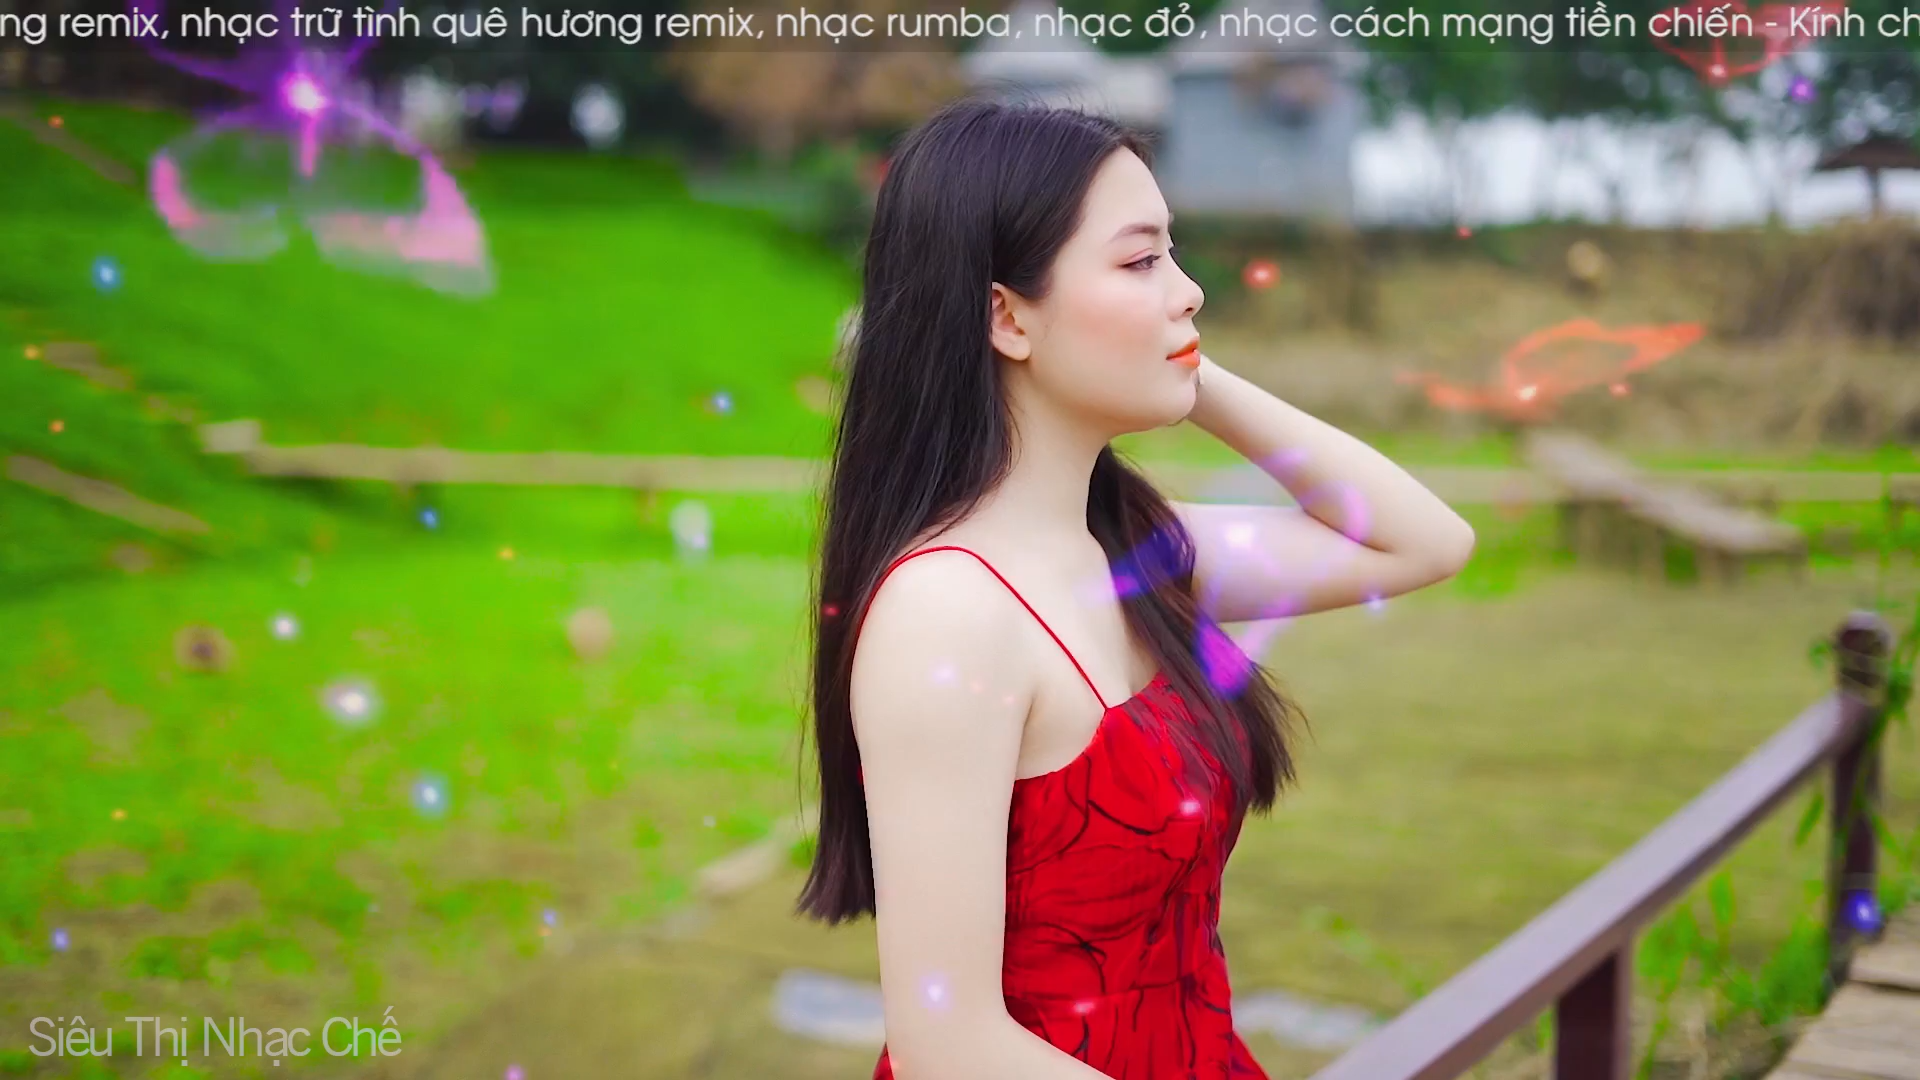 ng remix, nhạc trữ tình quê hương remix, nhạc rumba, nhạc đỏ, nhạc cách mạng tiền chiến - Kính ch
Siêu Thị Nhạc Chế